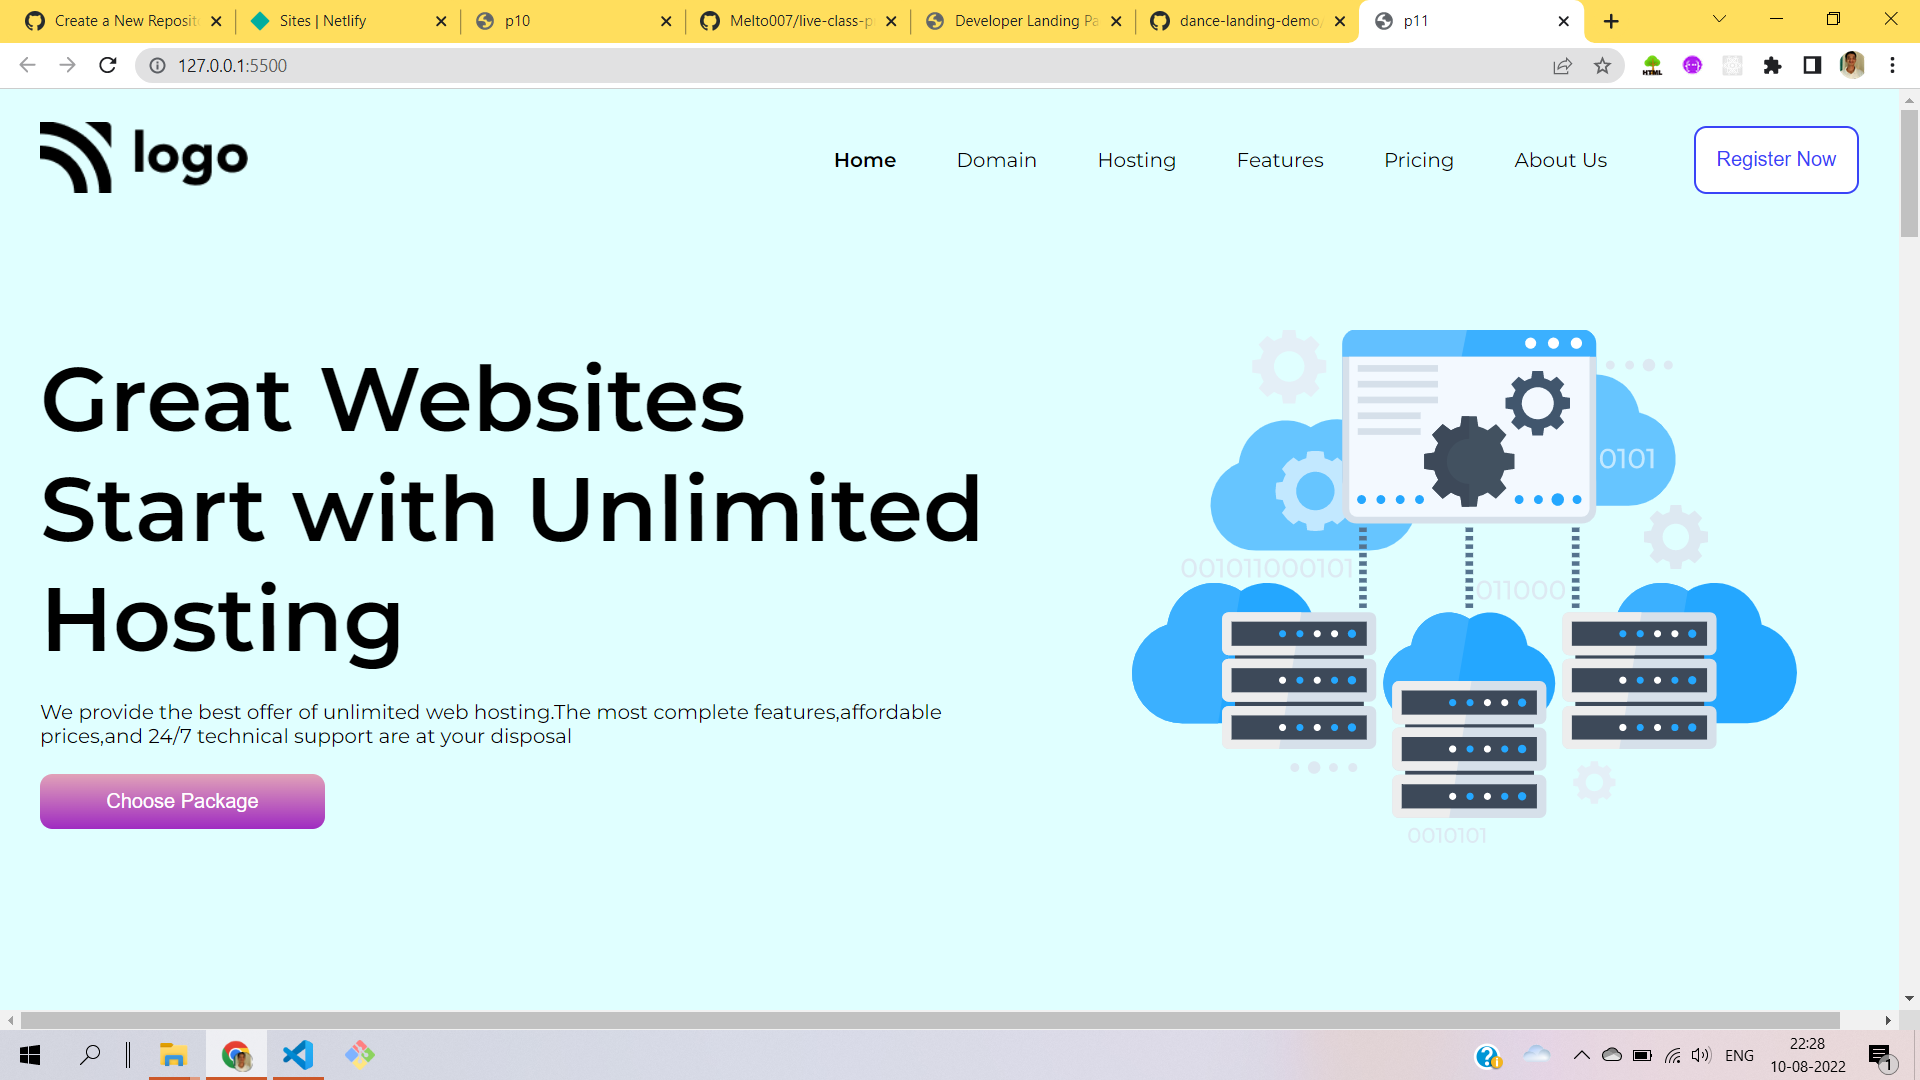 Create a New Reposit
Sites | Netlify
p10
Melto007/live-class-p
Developer Landing Pa
dance-landing-demo/
p11
127.0.0.1:5500
HTML
logo
Home
Domain
Hosting
Features
Pricing
About Us
Register Now
Great Websites
Start with Unlimited
Hosting
We provide the best offer of unlimited web hosting.The most complete features,affordable
prices,and 24/7 technical support are at your disposal
Choose Package
0101
001011000101
011000
0010101
ENG
22:28
10-08-2022
1